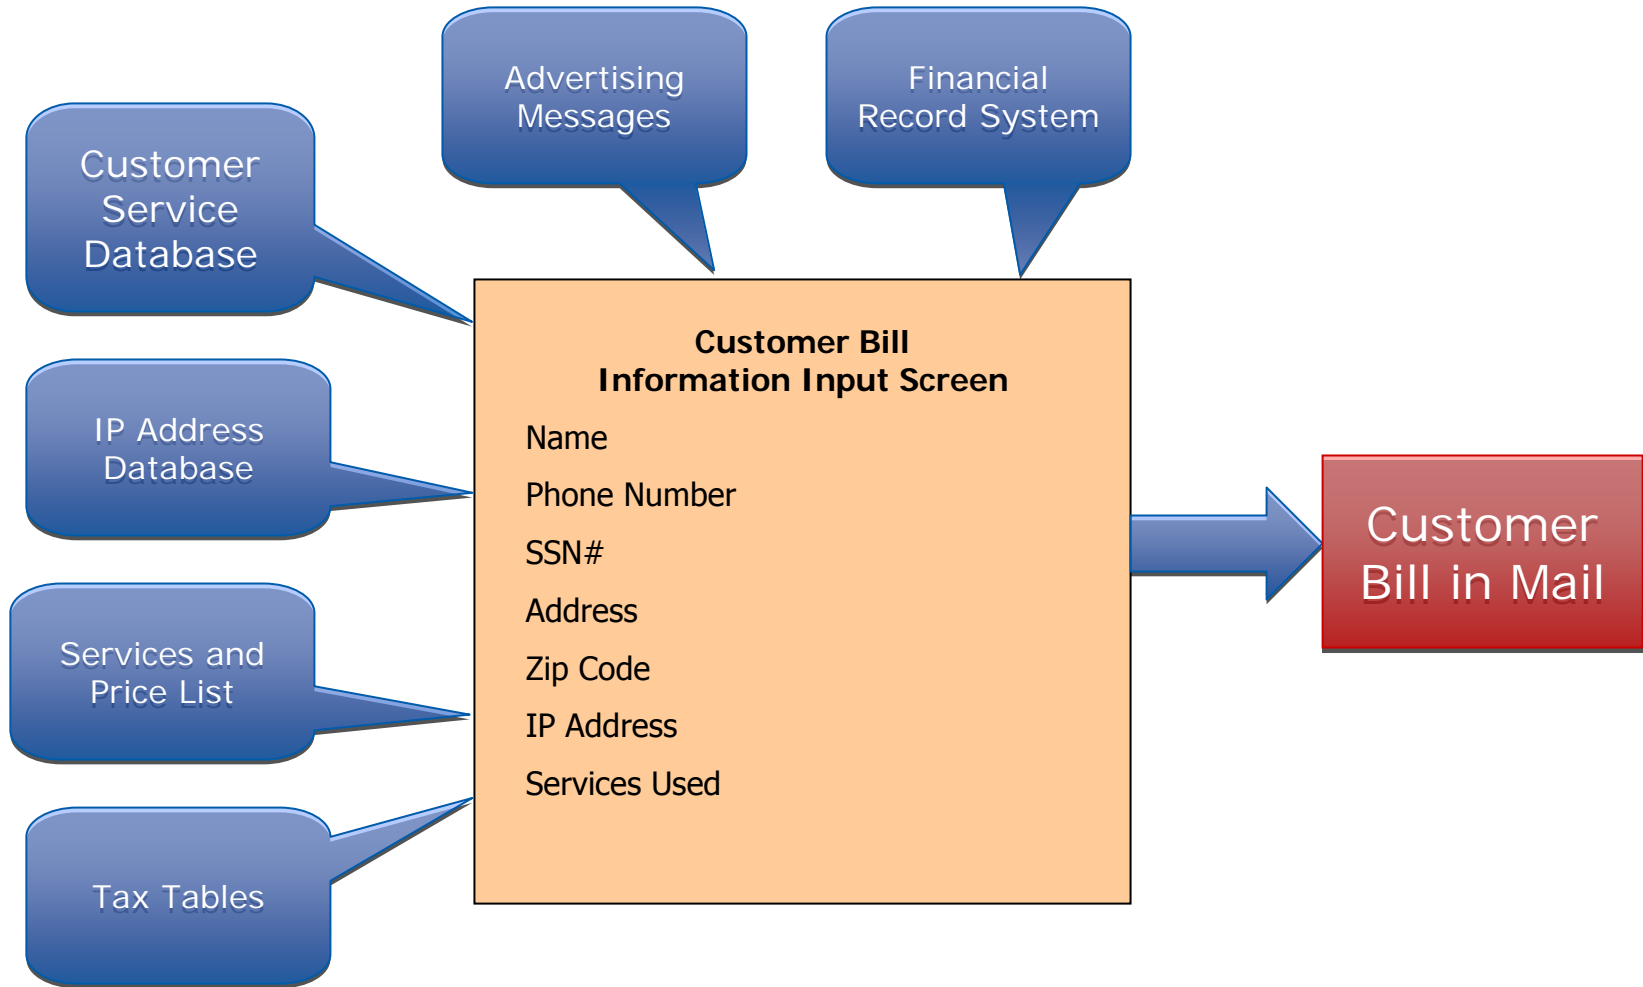 Advertising
Messages
Financial
Record System
Customer
Service
Database
IP Address
Database
Services and
Price List
Tax Tables
Customer Bill
Information Input Screen
Name
Phone Number
SSN#
Address
Zip Code
IP Address
Services Used
Customer
Bill in Mail